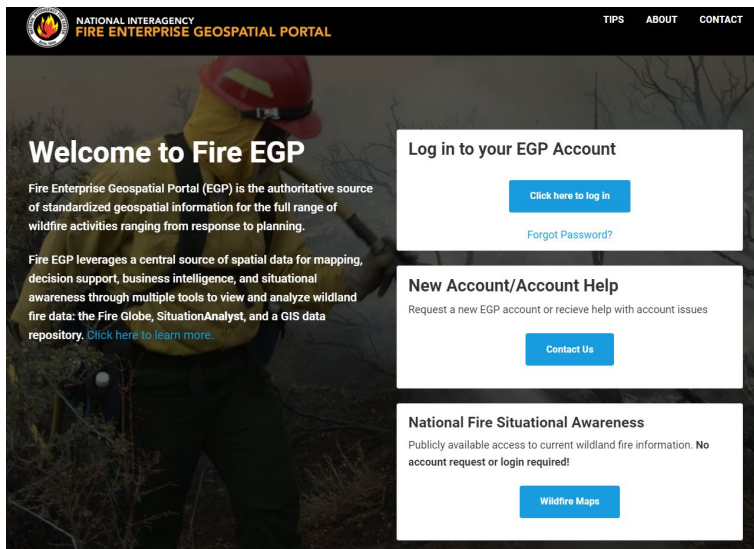 NATIONAL INTERAGENCY
FIRE ENTERPRISE GEOSPATIAL PORTAL
TIPS ABOUT CONTACT
Welcome to Fire EGP
Fire Enterprise Geospatial Portal (EGP) is the authoritative source
of standardized geospatial information for the full range of
wildfire activities ranging from response to planning.
Fire EGP leverages a central source of spatial data for mapping,
decision support, business intelligence, and situational
awareness through multiple tools to view and analyze wildland
fire data: the Fire Globe, SituationAnalyst, and a GIS data
repository. Click here to learn more.
Log in to your EGP Account
Click here to log in
Forgot Password?
New Account/Account Help
Request a new EGP account or recieve help with account issues
Contact Us
National Fire Situational Awareness
Publicly available access to current wildland fire information. No
account request or login required!
Wildfire Maps